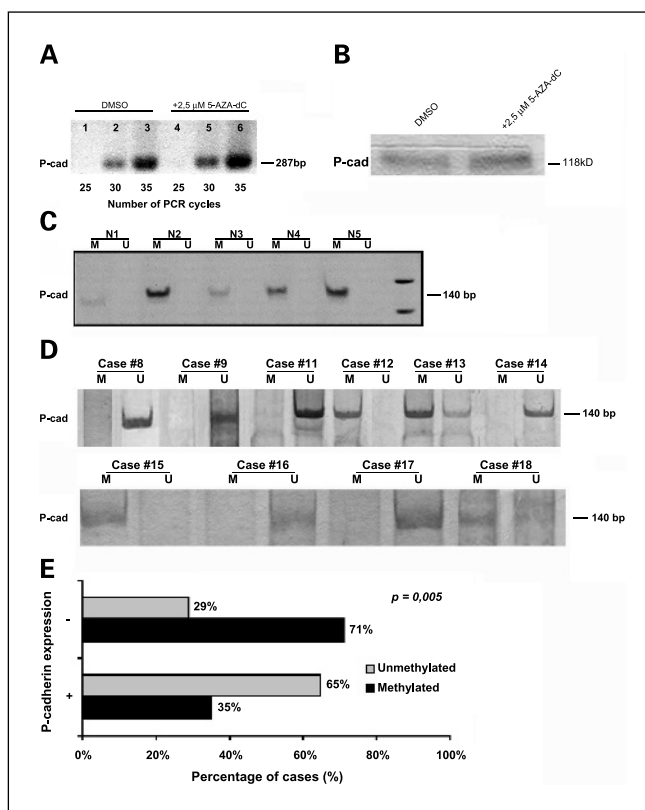 A
DMSO
+2,5 µM 5-AZA-dC
1 2 3 4 5 6
P-cad
287bp
25 30 35 25 30 35
Number of PCR cycles
B
DMSO
+2,5 µM 5-AZA-dC
P-cad
118kD
C
N1 N2 N3 N4 N5
M U M U M U M U M U
P-cad
140 bp
D
Case #8 Case #9 Case #11 Case #12 Case #13 Case #14
M U M U M U M U M U M U
P-cad
140 bp
Case #15 Case #16 Case #17 Case #18
M U M U M U M U
P-cad
140 bp
E
P-cadherin expression
p = 0,005
-
29%
71%
+
65%
35%
Unmethylated
Methylated
0% 20% 40% 60% 80% 100%
Percentage of cases (%)